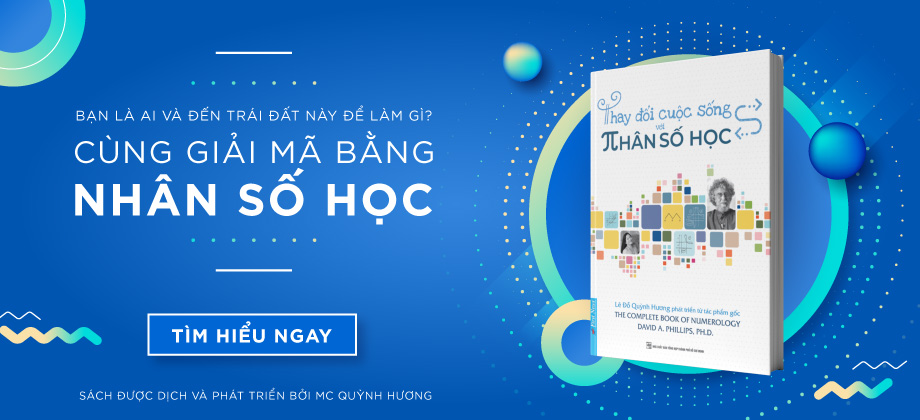 BẠN LÀ AI VÀ ĐẾN TRÁI ĐẤT NÀY ĐỂ LÀM GÌ?
CÙNG GIẢI MÃ BẰNG
NHÂN SỐ HỌC
TÌM HIỂU NGAY
SÁCH ĐƯỢC DỊCH VÀ PHÁT TRIỂN BỞI MC QUỲNH HƯƠNG
Thay đổi cuộc sống
với
NHÂN SỐ HỌC
Lê Đỗ Quỳnh Hương phát triển từ tác phẩm gốc
THE COMPLETE BOOK OF NUMEROLOGY
DAVID A. PHILLIPS, PH.D.